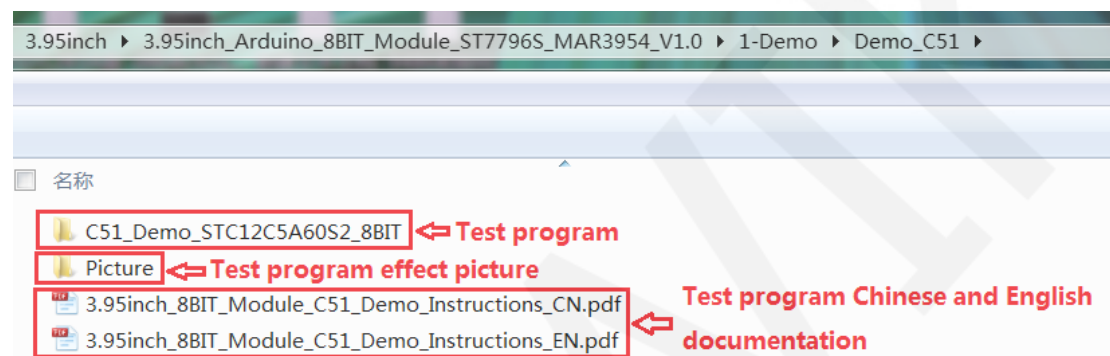 3.95inch ▸ 3.95inch_Arduino_8BIT_Module_ST7796S_MAR3954_V1.0 ▸ 1-Demo ▸ Demo_C51 ▸
名称
C51_Demo_STC12C5A60S2_8BIT Test program
Picture Test program effect picture
3.95inch_8BIT_Module_C51_Demo_Instructions_CN.pdf
3.95inch_8BIT_Module_C51_Demo_Instructions_EN.pdf
Test program Chinese and English
documentation